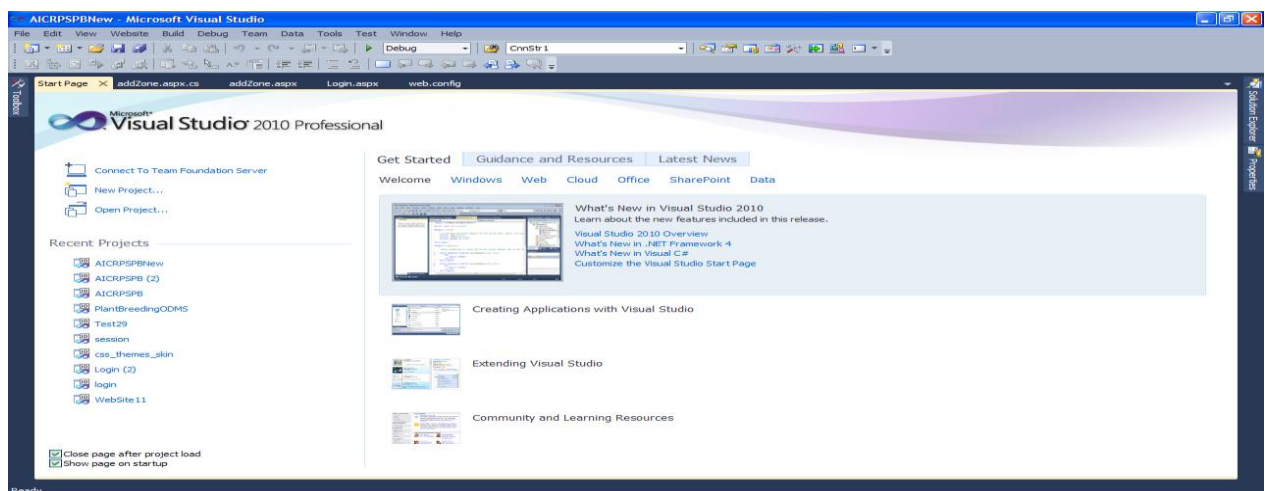 AICRPSPBNew - Microsoft Visual Studio
File Edit View Website Build Debug Team Data Tools Test Window Help
Debug CnnStr1
Start Page addZone.aspx.cs addZone.aspx Login.aspx web.config
Toolbox
Solution Explorer
Properties
Microsoft
Visual Studio 2010 Professional
Connect To Team Foundation Server
New Project...
Open Project...
Recent Projects
AICRPSPBNew
AICRPSPB (2)
AICRPSPB
PlantBreedingODMS
Test29
session
css_themes_skin
Login (2)
login
WebSite11
Close page after project load
Show page on startup
Get Started Guidance and Resources Latest News
Welcome Windows Web Cloud Office SharePoint Data
What's New in Visual Studio 2010
Learn about the new features included in this release.
Visual Studio 2010 Overview
What's New in .NET Framework 4
What's New in Visual C#
Customize the Visual Studio Start Page
Creating Applications with Visual Studio
Extending Visual Studio
Community and Learning Resources